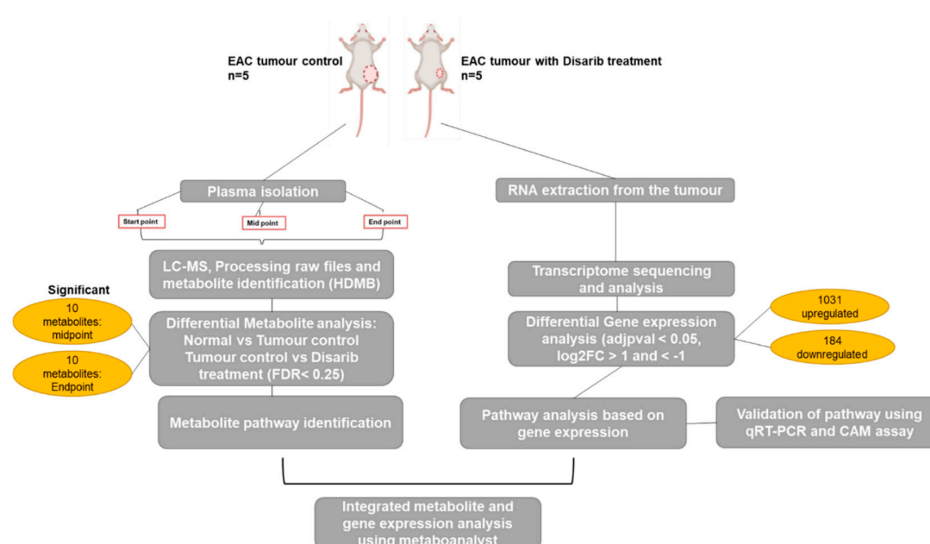 EAC tumour control
n=5
EAC tumour with Disarib treatment
n=5
Plasma isolation
RNA extraction from the tumour
Start point
Mid point
End point
LC-MS, Processing raw files and
metabolite identification (HDMB)
Transcriptome sequencing
and analysis
Significant
10
metabolites:
midpoint
10
metabolites:
Endpoint
Differential Metabolite analysis:
Normal vs Tumour control
Tumour control vs Disarib
treatment (FDR< 0.25)
Differential Gene expression
analysis (adjpval < 0.05,
log2FC > 1 and < -1
1031
upregulated
184
downregulated
Metabolite pathway identification
Pathway analysis based on
gene expression
Validation of pathway using
qRT-PCR and CAM assay
Integrated metabolite and
gene expression analysis
using metaboanalyst